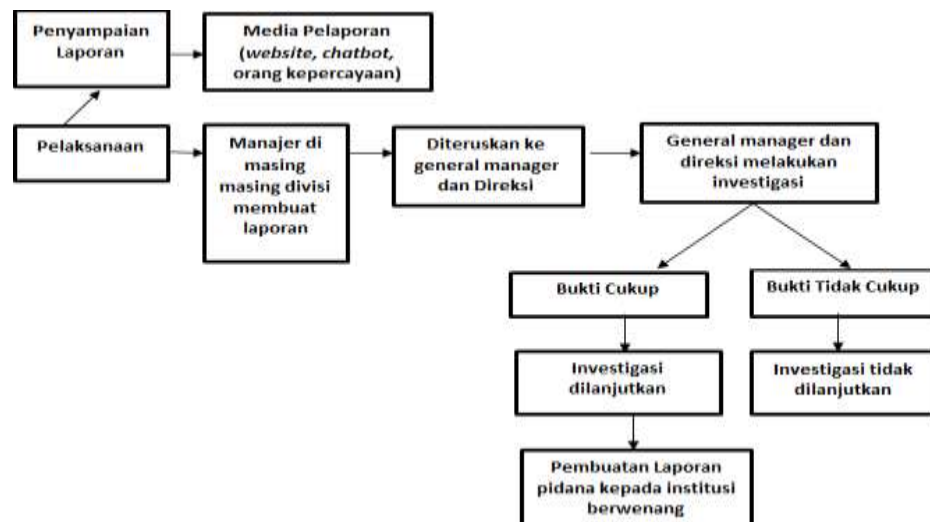 Penyampaian
Laporan
Media Pelaporan
(website, chatbot,
orang kepercayaan)
Pelaksanaan
Manajer di
masing
masing divisi
membuat
laporan
Diteruskan ke
general manager
dan Direksi
General manager dan
direksi melakukan
investigasi
Bukti Cukup
Bukti Tidak Cukup
Investigasi
dilanjutkan
Investigasi tidak
dilanjutkan
Pembuatan Laporan
pidana kepada institusi
berwenang